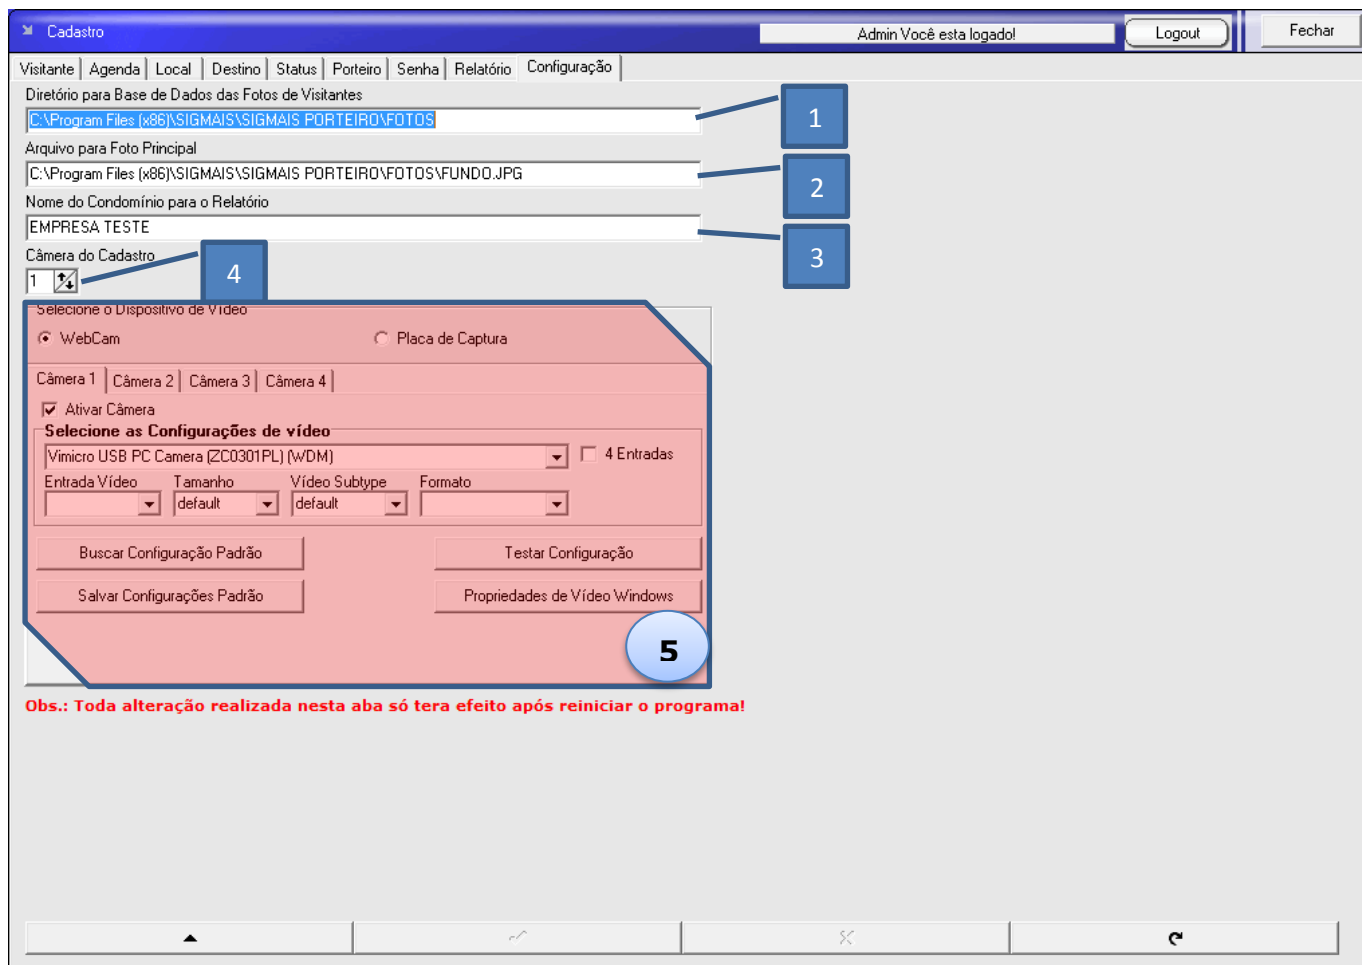 Cadastro Admin Você esta logado! Logout Fechar
Visitante Agenda Local Destino Status Porteiro Senha Relatório Configuração
Diretório para Base de Dados das Fotos de Visitantes
C:\Program Files (x86)\SIGMAIS\SIGMAIS PORTEIRO\FOTOS
1
Arquivo para Foto Principal
C:\Program Files (x86)\SIGMAIS\SIGMAIS PORTEIRO\FOTOS\FUNDO.JPG
2
Nome do Condomínio para o Relatório
EMPRESA TESTE
3
Câmera do Cadastro
1
4
Selecione o Dispositivo de Vídeo
WebCam Placa de Captura
Câmera 1 Câmera 2 Câmera 3 Câmera 4
Ativar Câmera
Selecione as Configurações de vídeo
Vimicro USB PC Camera (ZC0301PL) (WDM) 4 Entradas
Entrada Vídeo Tamanho Vídeo Subtype Formato
default default
Buscar Configuração Padrão Testar Configuração
Salvar Configurações Padrão Propriedades de Vídeo Windows
5
Obs.: Toda alteração realizada nesta aba só tera efeito após reiniciar o programa!